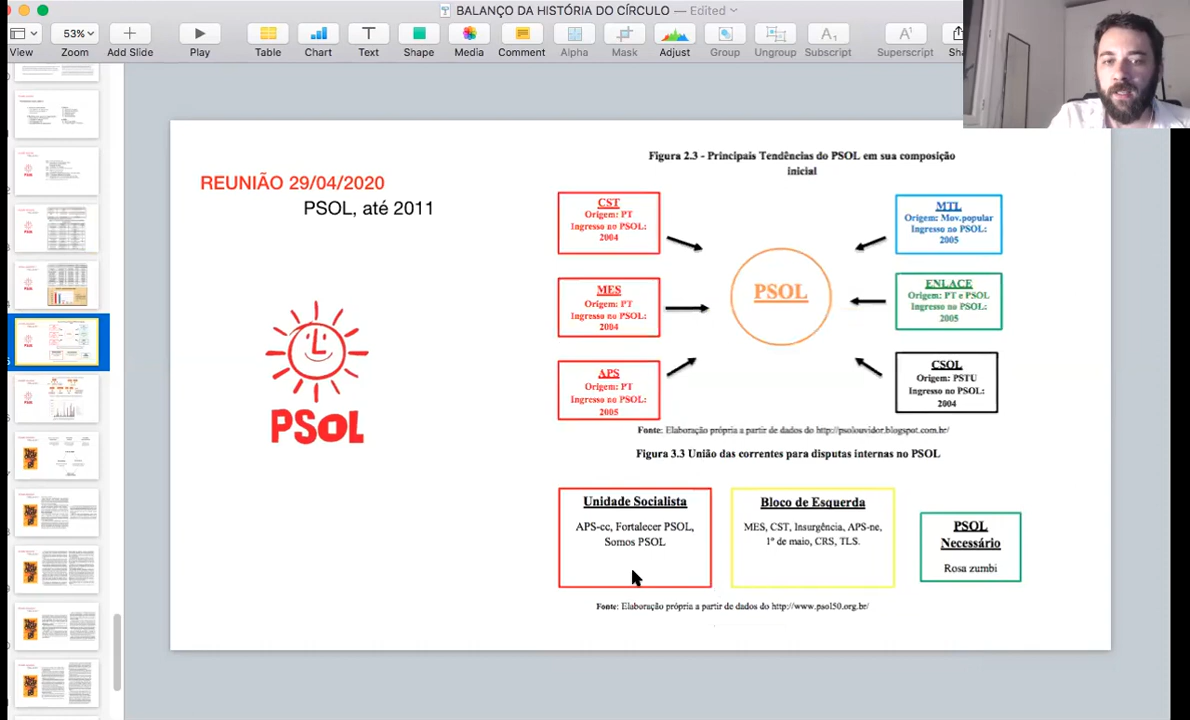 BALANÇO DA HISTÓRIA DO CÍRCULO — Edited
53%
View
Zoom
Add Slide
Play
Table
Chart
Text
Shape
Media
Comment
Alpha
Mask
Adjust
Group
Ungroup
Subscript
Superscript
REUNIÃO 29/04/2020
PSOL, até 2011
PSOL
Figura 2.3 - Principais Tendências do PSOL em sua composição
inicial
CST
Origem: PT
Ingresso no PSOL:
2004
MES
Origem: PT
Ingresso no PSOL:
2004
APS
Origem: PT
Ingresso no PSOL:
2005
PSOL
MTL
Origem: Mov.popular
Ingresso no PSOL:
2005
ENLACE
Origem: PT e PSOL
Ingresso no PSOL:
2005
CSOL
Origem: PSTU
Ingresso no PSOL:
2004
Fonte: Elaboração própria a partir de dados do http://psolouvidor.blogspot.com.br/
Figura 3.3 União das correntes para disputas internas no PSOL
Unidade Socialista
APS-cc, Fortalecer PSOL,
Somos PSOL
Bloco de Esquerda
MES, CST, Insurgência, APS-ne,
1º de maio, CRS, TLS.
PSOL
Necessário
Rosa zumbi
Fonte: Elaboração própria a partir de dados do http://www.psol50.org.br/